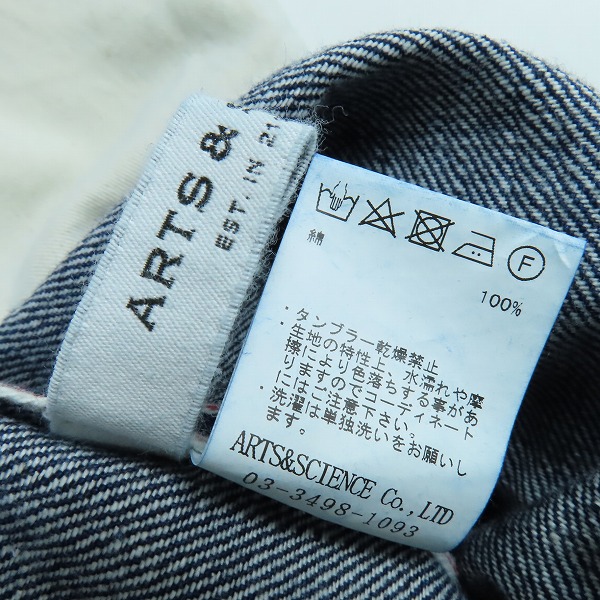 ARTS &
EST. IN 21
F
綿
100%
・タンブラー乾燥禁止
・生地の特性上、水濡れや摩
擦により色落ちする事があ
りますのでコーディネート
にはご注意下さい。
・洗濯は単独洗いをお願いし
ます。
ARTS&SCIENCE Co., LTD
03-3498-1093